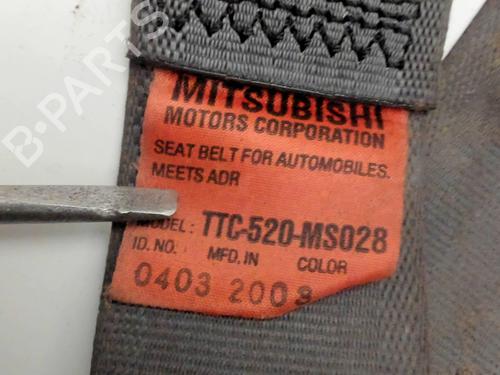 B-PARTS
MITSUBISHI
MOTORS CORPORATION
SEAT BELT FOR AUTOMOBILES.
MEETS ADR
MODEL: TTC-520-MS028
ID. NO. MFD. IN COLOR
0403 2003